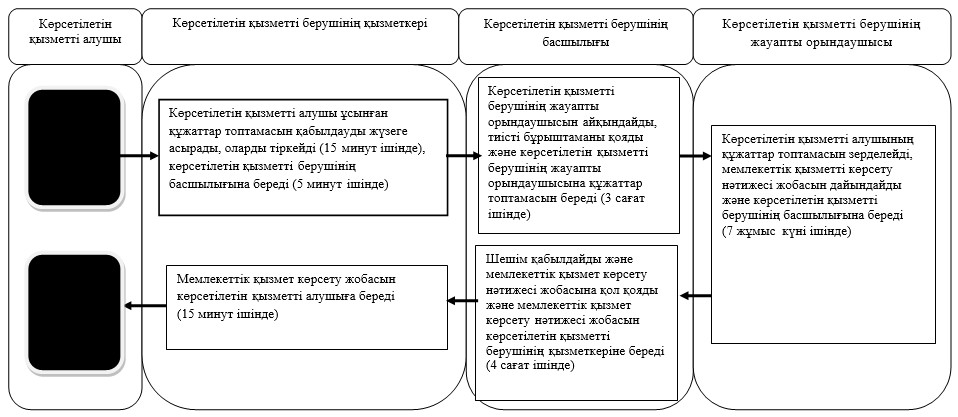 Көрсетілетін
қызметті алушы
Көрсетілетін қызметті берушінің қызметкері
Көрсетілетін қызметті берушінің
басшылығы
Көрсетілетін қызметті берушінің
жауапты орындаушысы
Көрсетілетін қызметті алушы ұсынған
құжаттар топтамасын қабылдауды жүзеге
асырады, оларды тіркейді (15 минут ішінде),
көрсетілетін қызметті берушінің
басшылығына береді (5 минут ішінде)
Көрсетілетін қызметті
берушінің жауапты
орындаушысын айқындайды,
тиісті бұрыштаманы қояды
және көрсетілетін қызметті
берушінің жауапты
орындаушысына құжаттар
топтамасын береді (3 сағат
ішінде)
Көрсетілетін қызметті алушының
құжаттар топтамасын зерделейді,
мемлекеттік қызметті көрсету
нәтижесі жобасын дайындайды
және көрсетілетін қызметті
берушінің басшылығына береді
(7 жұмыс күні ішінде)
Шешім қабылдайды және
мемлекеттік қызмет көрсету
нәтижесі жобасына қол қояды
және мемлекеттік қызмет
көрсету нәтижесі жобасын
көрсетілетін қызметті
берушінің қызметкеріне береді
(4 сағат ішінде)
Мемлекеттік қызмет көрсету жобасын
көрсетілетін қызметті алушыға береді
(15 минут ішінде)